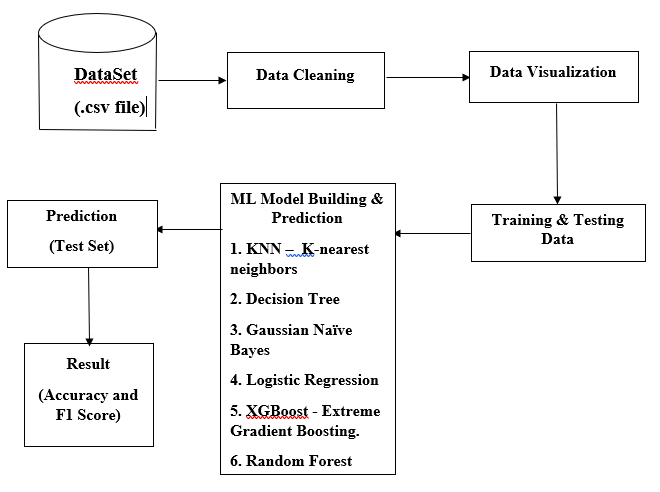 DataSet
(.csv file)
Data Cleaning
Data Visualization
Training & Testing
Data
ML Model Building &
Prediction
1. KNN – K-nearest
neighbors
2. Decision Tree
3. Gaussian Naïve
Bayes
4. Logistic Regression
5. XGBoost - Extreme
Gradient Boosting.
6. Random Forest
Prediction
(Test Set)
Result
(Accuracy and
F1 Score)